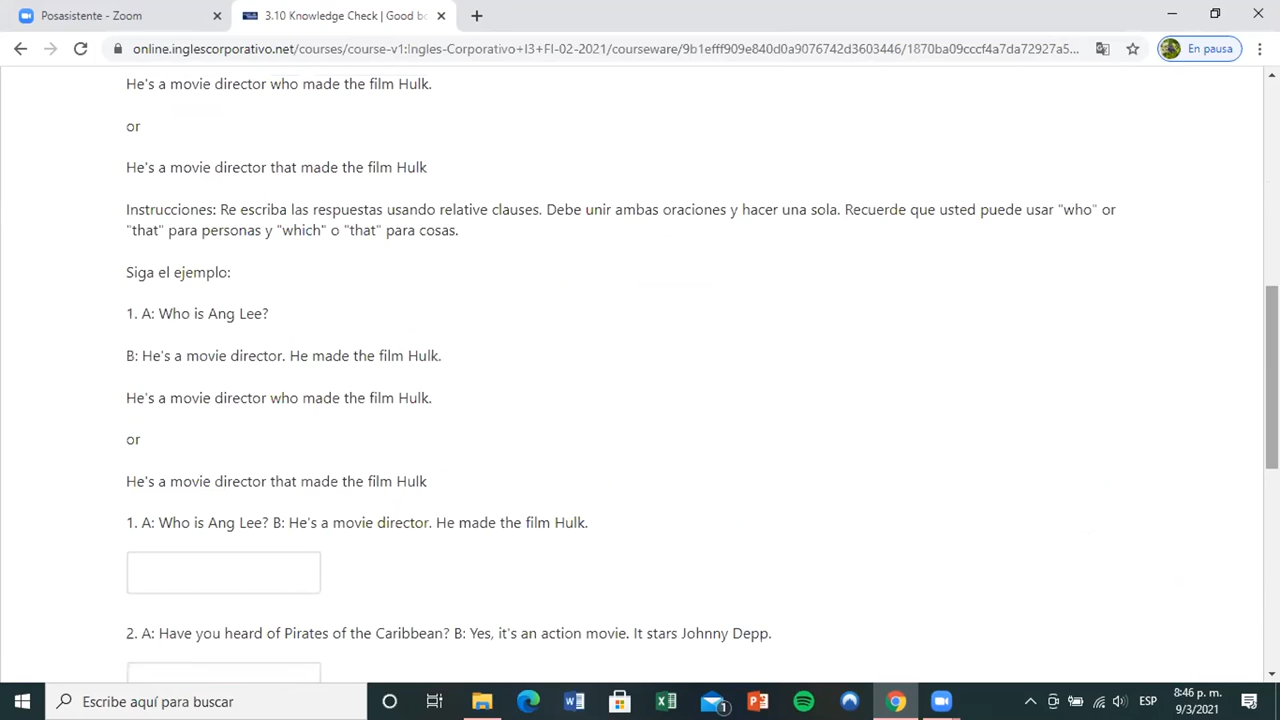 Posasistente - Zoom
3.10 Knowledge Check | Good b
online.inglescorporativo.net/courses/course-v1:Ingles-Corporativo+I3+FI-02-2021/courseware/9b1efff909e840d0a9076742d3603446/1870ba09cccf4a7da72927a5...
En pausa
He's a movie director who made the film Hulk.
or
He's a movie director that made the film Hulk
Instrucciones: Re escriba las respuestas usando relative clauses. Debe unir ambas oraciones y hacer una sola. Recuerde que usted puede usar "who" or
"that" para personas y "which" o "that" para cosas.
Siga el ejemplo:
1. A: Who is Ang Lee?
B: He's a movie director. He made the film Hulk.
He's a movie director who made the film Hulk.
or
He's a movie director that made the film Hulk
1. A: Who is Ang Lee? B: He's a movie director. He made the film Hulk.
2. A: Have you heard of Pirates of the Caribbean? B: Yes, it's an action movie. It stars Johnny Depp.
Escribe aquí para buscar
1
ESP
8:46 p. m.
9/3/2021